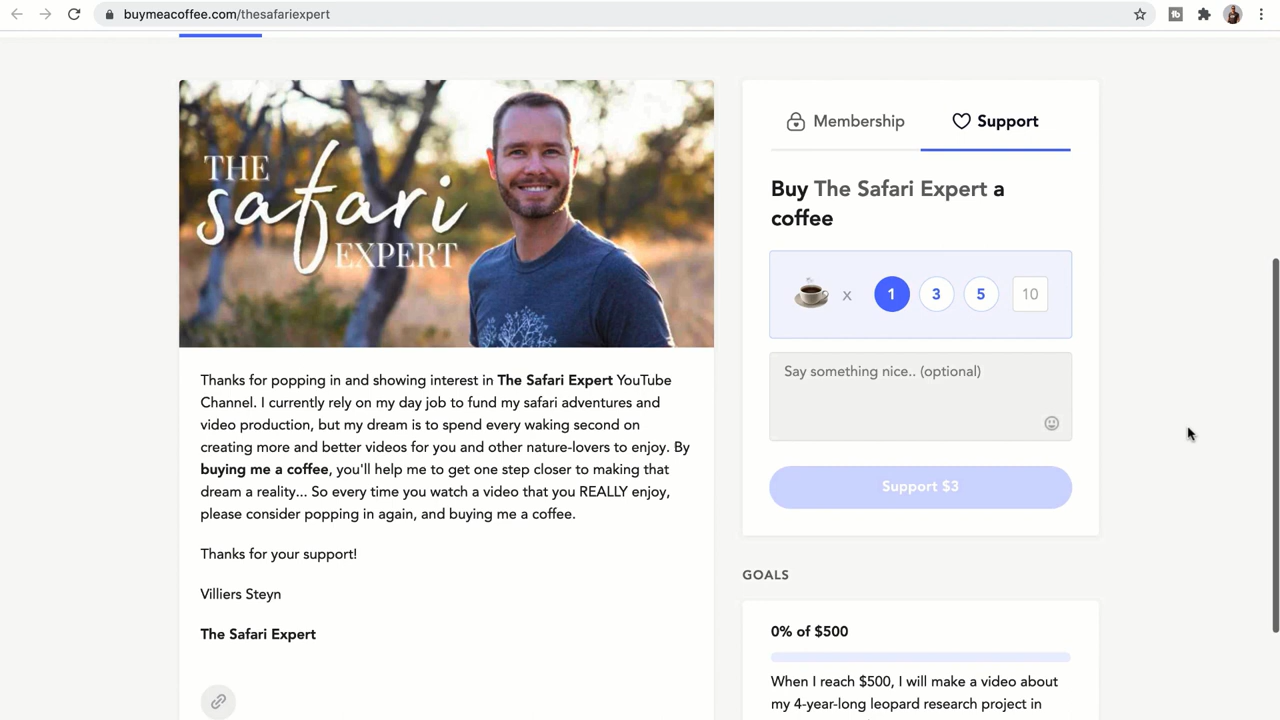 buymeacoffee.com/thesafariexpert
THE
safari
EXPERT
Thanks for popping in and showing interest in The Safari Expert YouTube
Channel. I currently rely on my day job to fund my safari adventures and
video production, but my dream is to spend every waking second on
creating more and better videos for you and other nature-lovers to enjoy. By
buying me a coffee, you'll help me to get one step closer to making that
dream a reality... So every time you watch a video that you REALLY enjoy,
please consider popping in again, and buying me a coffee.
Thanks for your support!
Villiers Steyn
The Safari Expert
Membership
Support
Buy The Safari Expert a
coffee
x 1 3 5 10
Say something nice.. (optional)
Support $3
GOALS
0% of $500
When I reach $500, I will make a video about
my 4-year-long leopard research project in